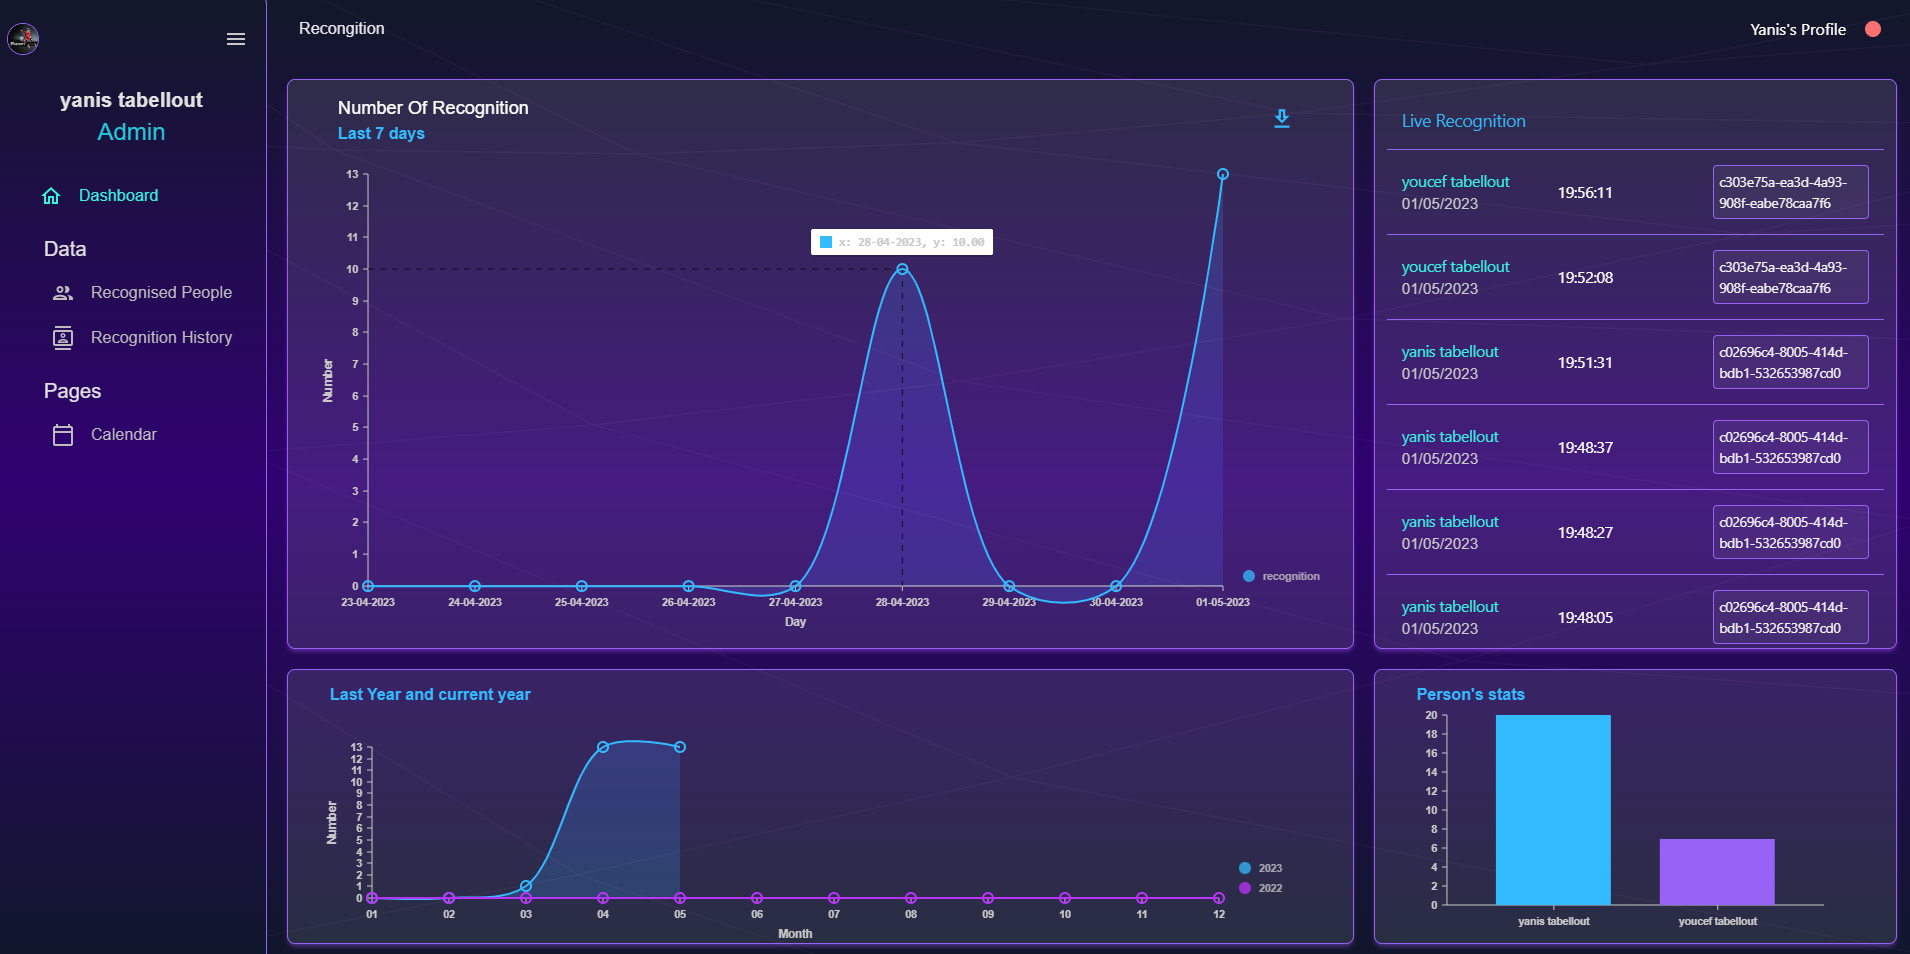 yanis tabellout
Admin
Dashboard
Data
Recognised People
Recognition History
Pages
Calendar
Recongition
Yanis's Profile
Number Of Recognition
Last 7 days
13
12
11
10
9
8
7
6
5
4
3
2
1
0
Number
x: 28-04-2023, y: 10.00
23-04-2023 24-04-2023 25-04-2023 26-04-2023 27-04-2023 28-04-2023 29-04-2023 30-04-2023 01-05-2023
Day
recognition
Live Recognition
youcef tabellout
01/05/2023
19:56:11
c303e75a-ea3d-4a93-
908f-eabe78caa7f6
youcef tabellout
01/05/2023
19:52:08
c303e75a-ea3d-4a93-
908f-eabe78caa7f6
yanis tabellout
01/05/2023
19:51:31
c02696c4-8005-414d-
bdb1-532653987cd0
yanis tabellout
01/05/2023
19:48:37
c02696c4-8005-414d-
bdb1-532653987cd0
yanis tabellout
01/05/2023
19:48:27
c02696c4-8005-414d-
bdb1-532653987cd0
yanis tabellout
01/05/2023
19:48:05
c02696c4-8005-414d-
bdb1-532653987cd0
Last Year and current year
13
12
11
10
9
8
7
6
5
4
3
2
1
0
Number
01 02 03 04 05 06 07 08 09 10 11 12
Month
2023
2022
Person's stats
20
18
16
14
12
10
8
6
4
2
0
yanis tabellout youcef tabellout